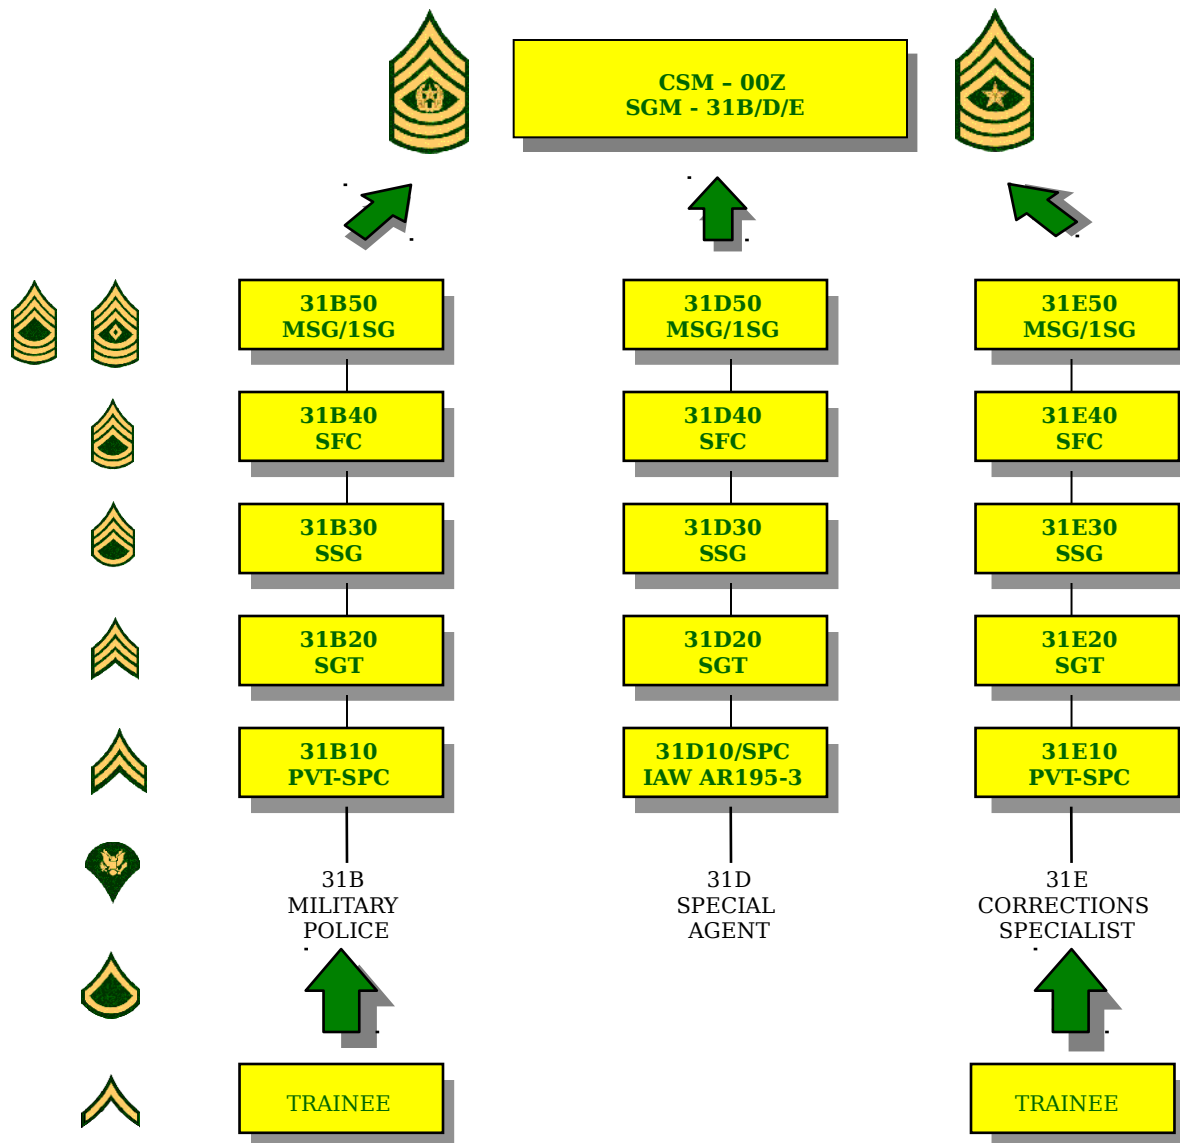 CSM – 00Z
SGM - 31B/D/E
31B50
MSG/1SG
31D50
MSG/1SG
31E50
MSG/1SG
31B40
SFC
31D40
SFC
31E40
SFC
31B30
SSG
31D30
SSG
31E30
SSG
31B20
SGT
31D20
SGT
31E20
SGT
31B10
PVT-SPC
31D10/SPC
IAW AR195-3
31E10
PVT-SPC
31B
MILITARY
POLICE
31D
SPECIAL
AGENT
31E
CORRECTIONS
SPECIALIST
TRAINEE
TRAINEE